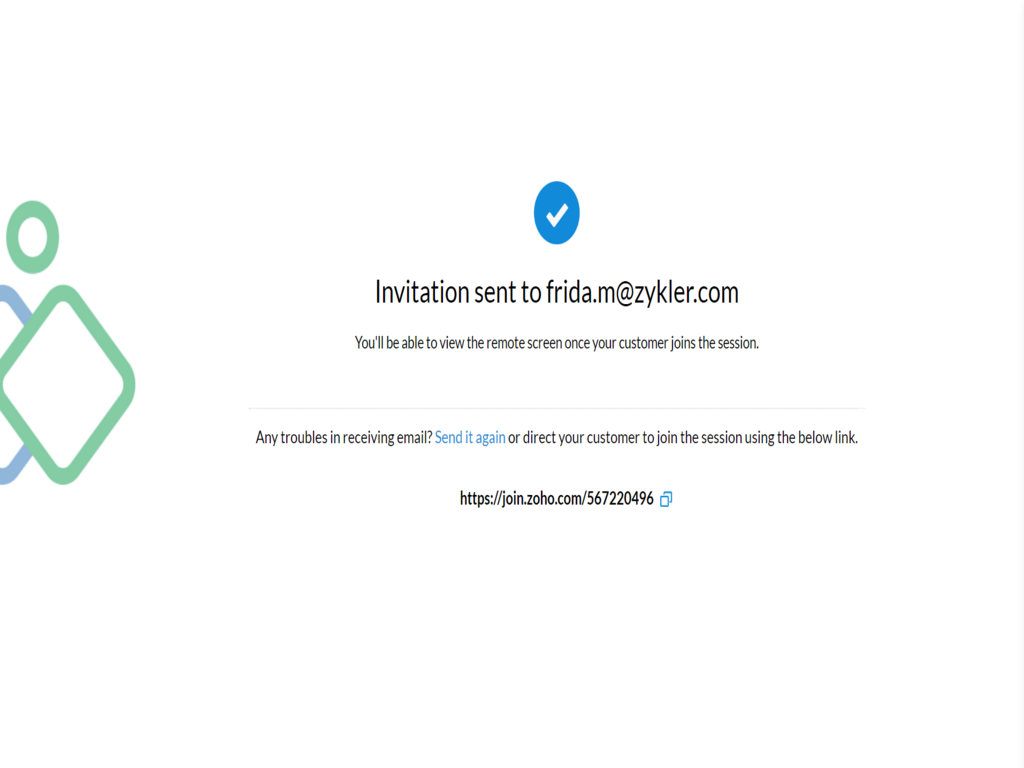 Invitation sent to frida.m@zykler.com
You'll be able to view the remote screen once your customer joins the session.
Any troubles in receiving email? Send it again or direct your customer to join the session using the below link.
https://join.zoho.com/567220496